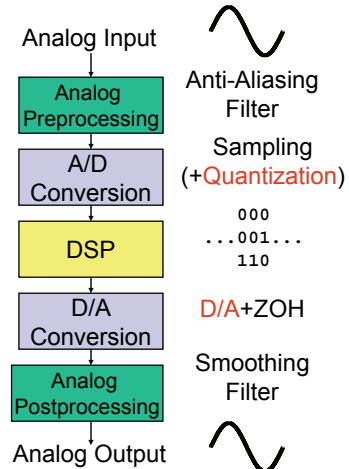 Analog Input
Analog
Preprocessing
Anti-Aliasing
Filter
A/D
Conversion
Sampling
(+Quantization)
DSP
000
...001...
110
D/A
Conversion
D/A+ZOH
Analog
Postprocessing
Smoothing
Filter
Analog Output